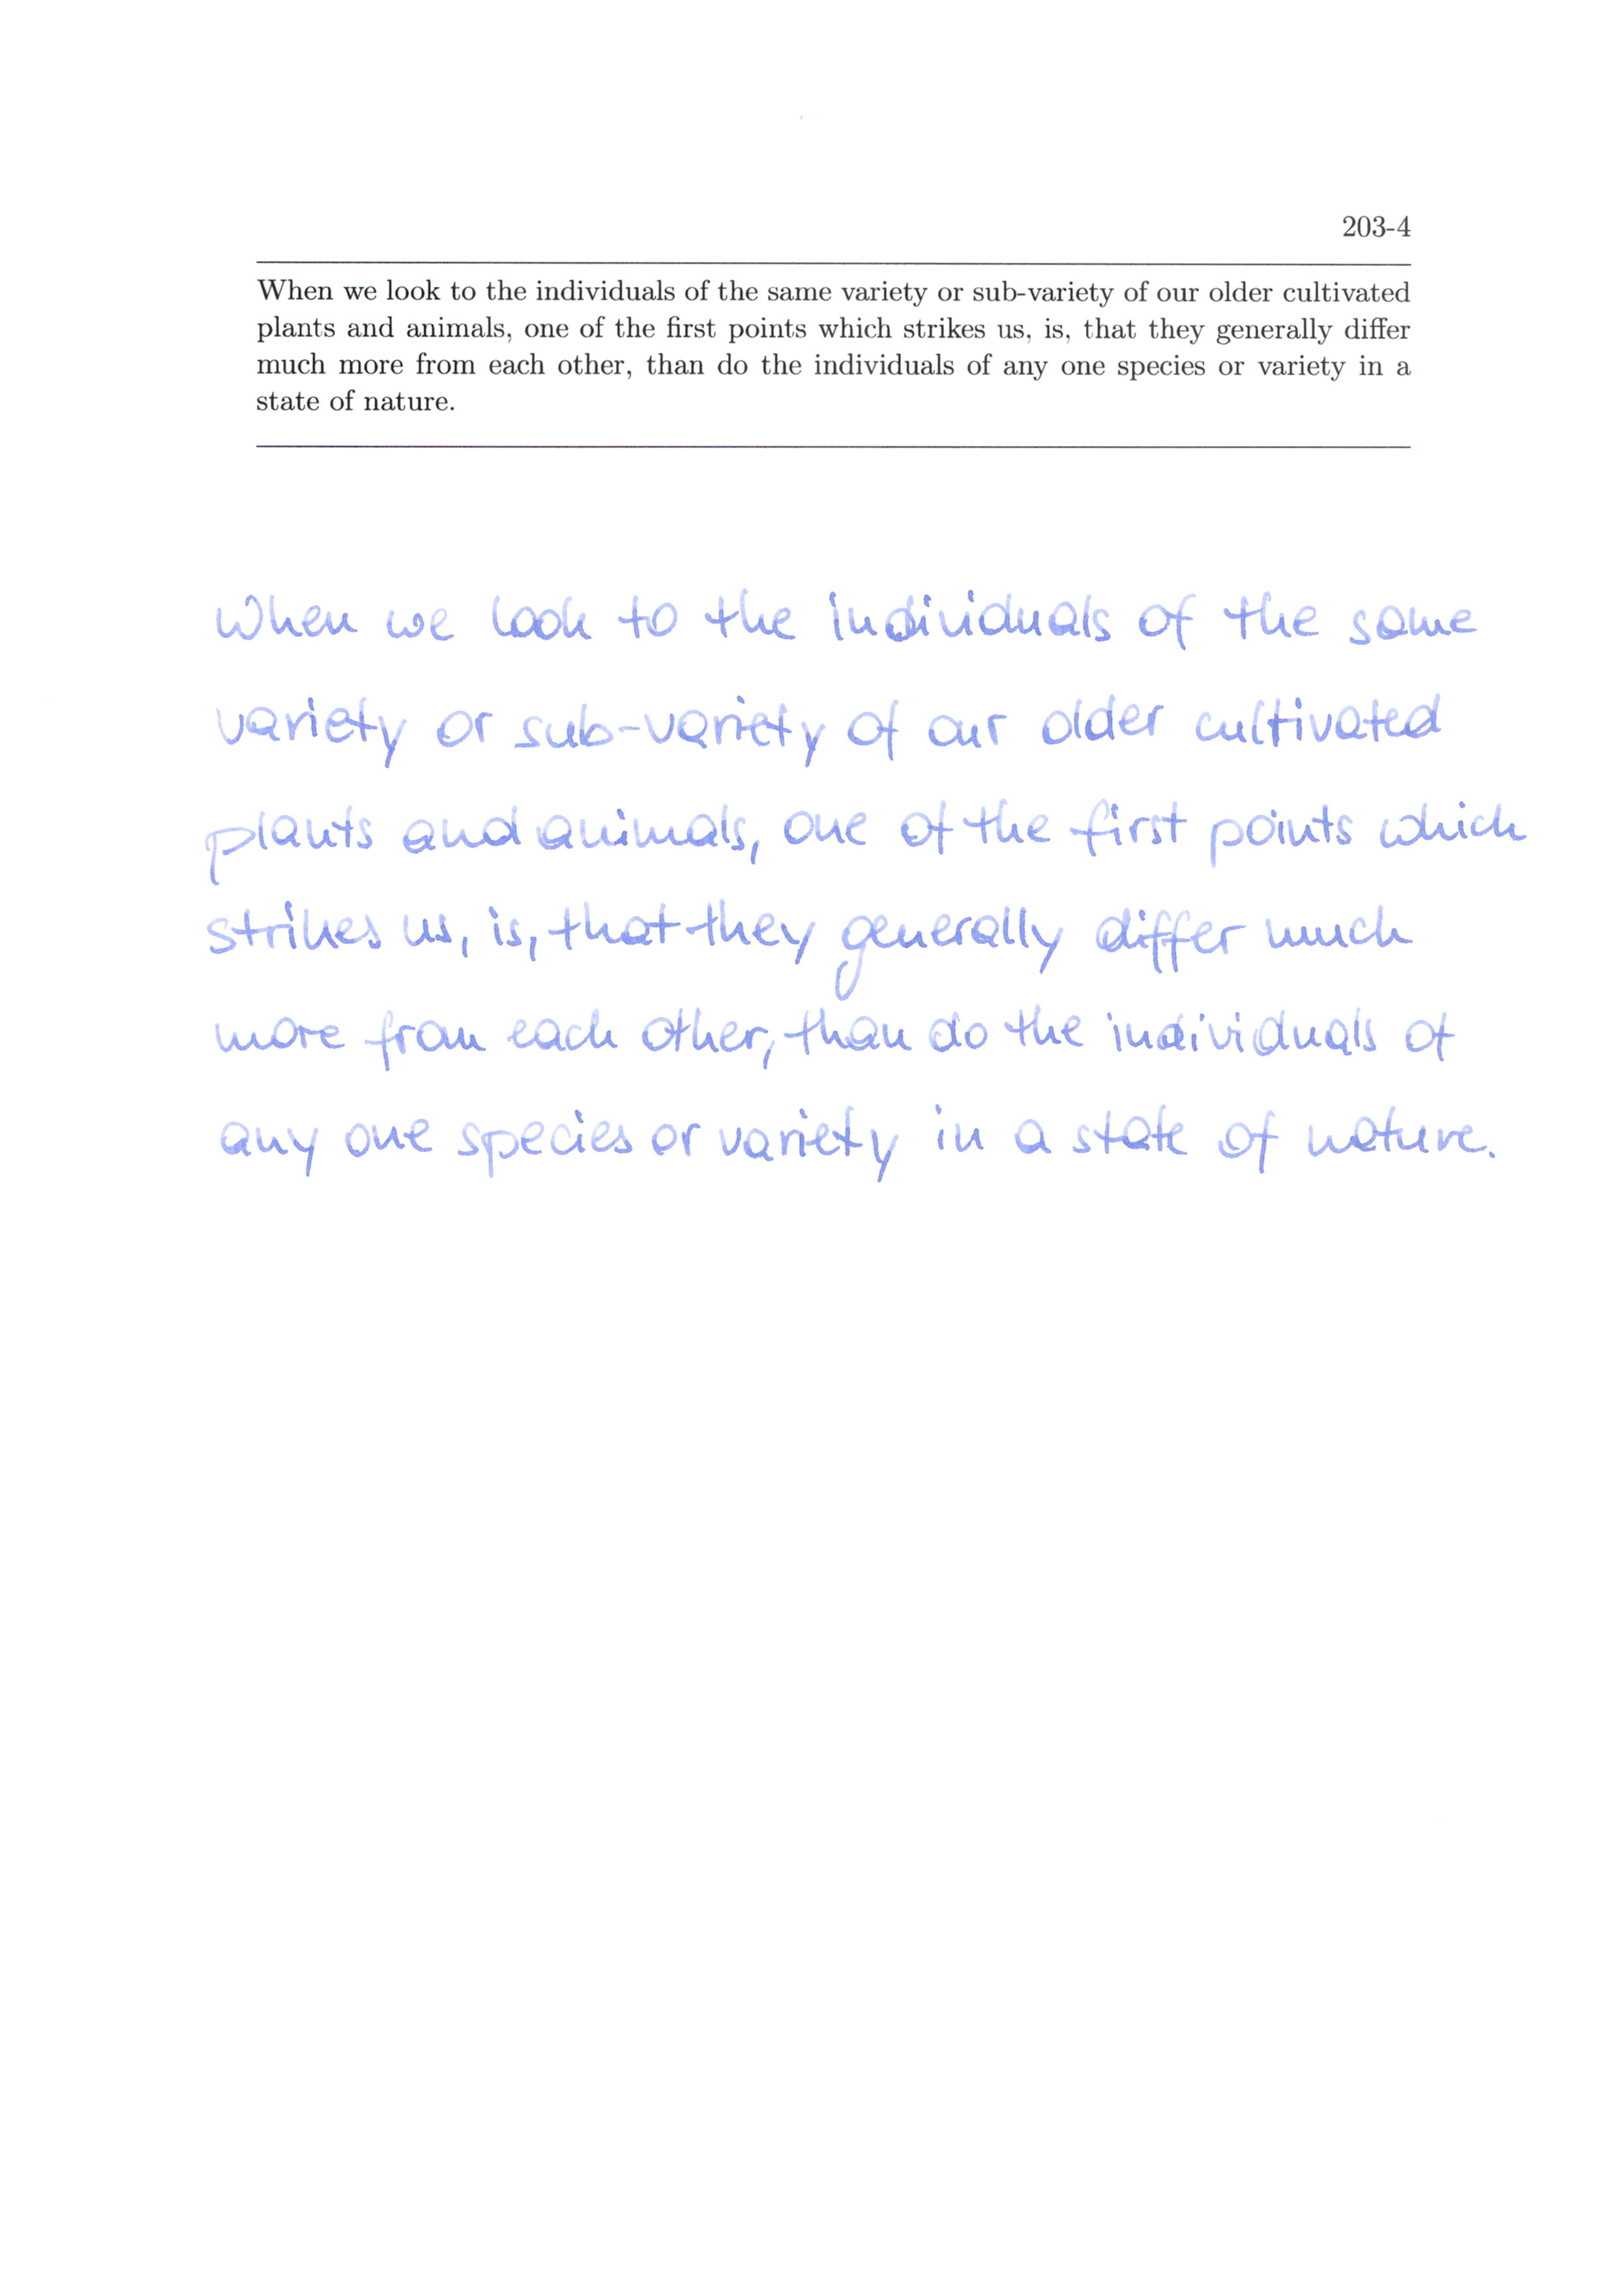 203-4
When we look to the individuals of the same variety or sub-variety of our older cultivated
plants and animals, one of the first points which strikes us, is, that they generally differ
much more from each other, than do the individuals of any one species or variety in a
state of nature.
When we look to the individuals of the same
variety or sub-variety of our older cultivated
plants and animals, one of the first points which
strikes us, is, that they generally differ much
more from each other, than do the individuals of
any one species or variety in a state of nature.